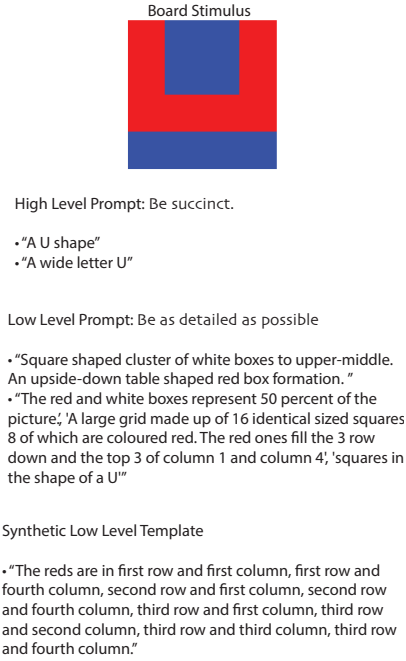 Board Stimulus
High Level Prompt: Be succinct.
• “A U shape”
• “A wide letter U”
Low Level Prompt: Be as detailed as possible
• “Square shaped cluster of white boxes to upper-middle.
An upside-down table shaped red box formation. ”
• “The red and white boxes represent 50 percent of the
picture.’, 'A large grid made up of 16 identical sized squares
8 of which are coloured red. The red ones fill the 3 row
down and the top 3 of column 1 and column 4', 'squares in
the shape of a U'”
Synthetic Low Level Template
• “The reds are in first row and first column, first row and
fourth column, second row and first column, second row
and fourth column, third row and first column, third row
and second column, third row and third column, third row
and fourth column.”